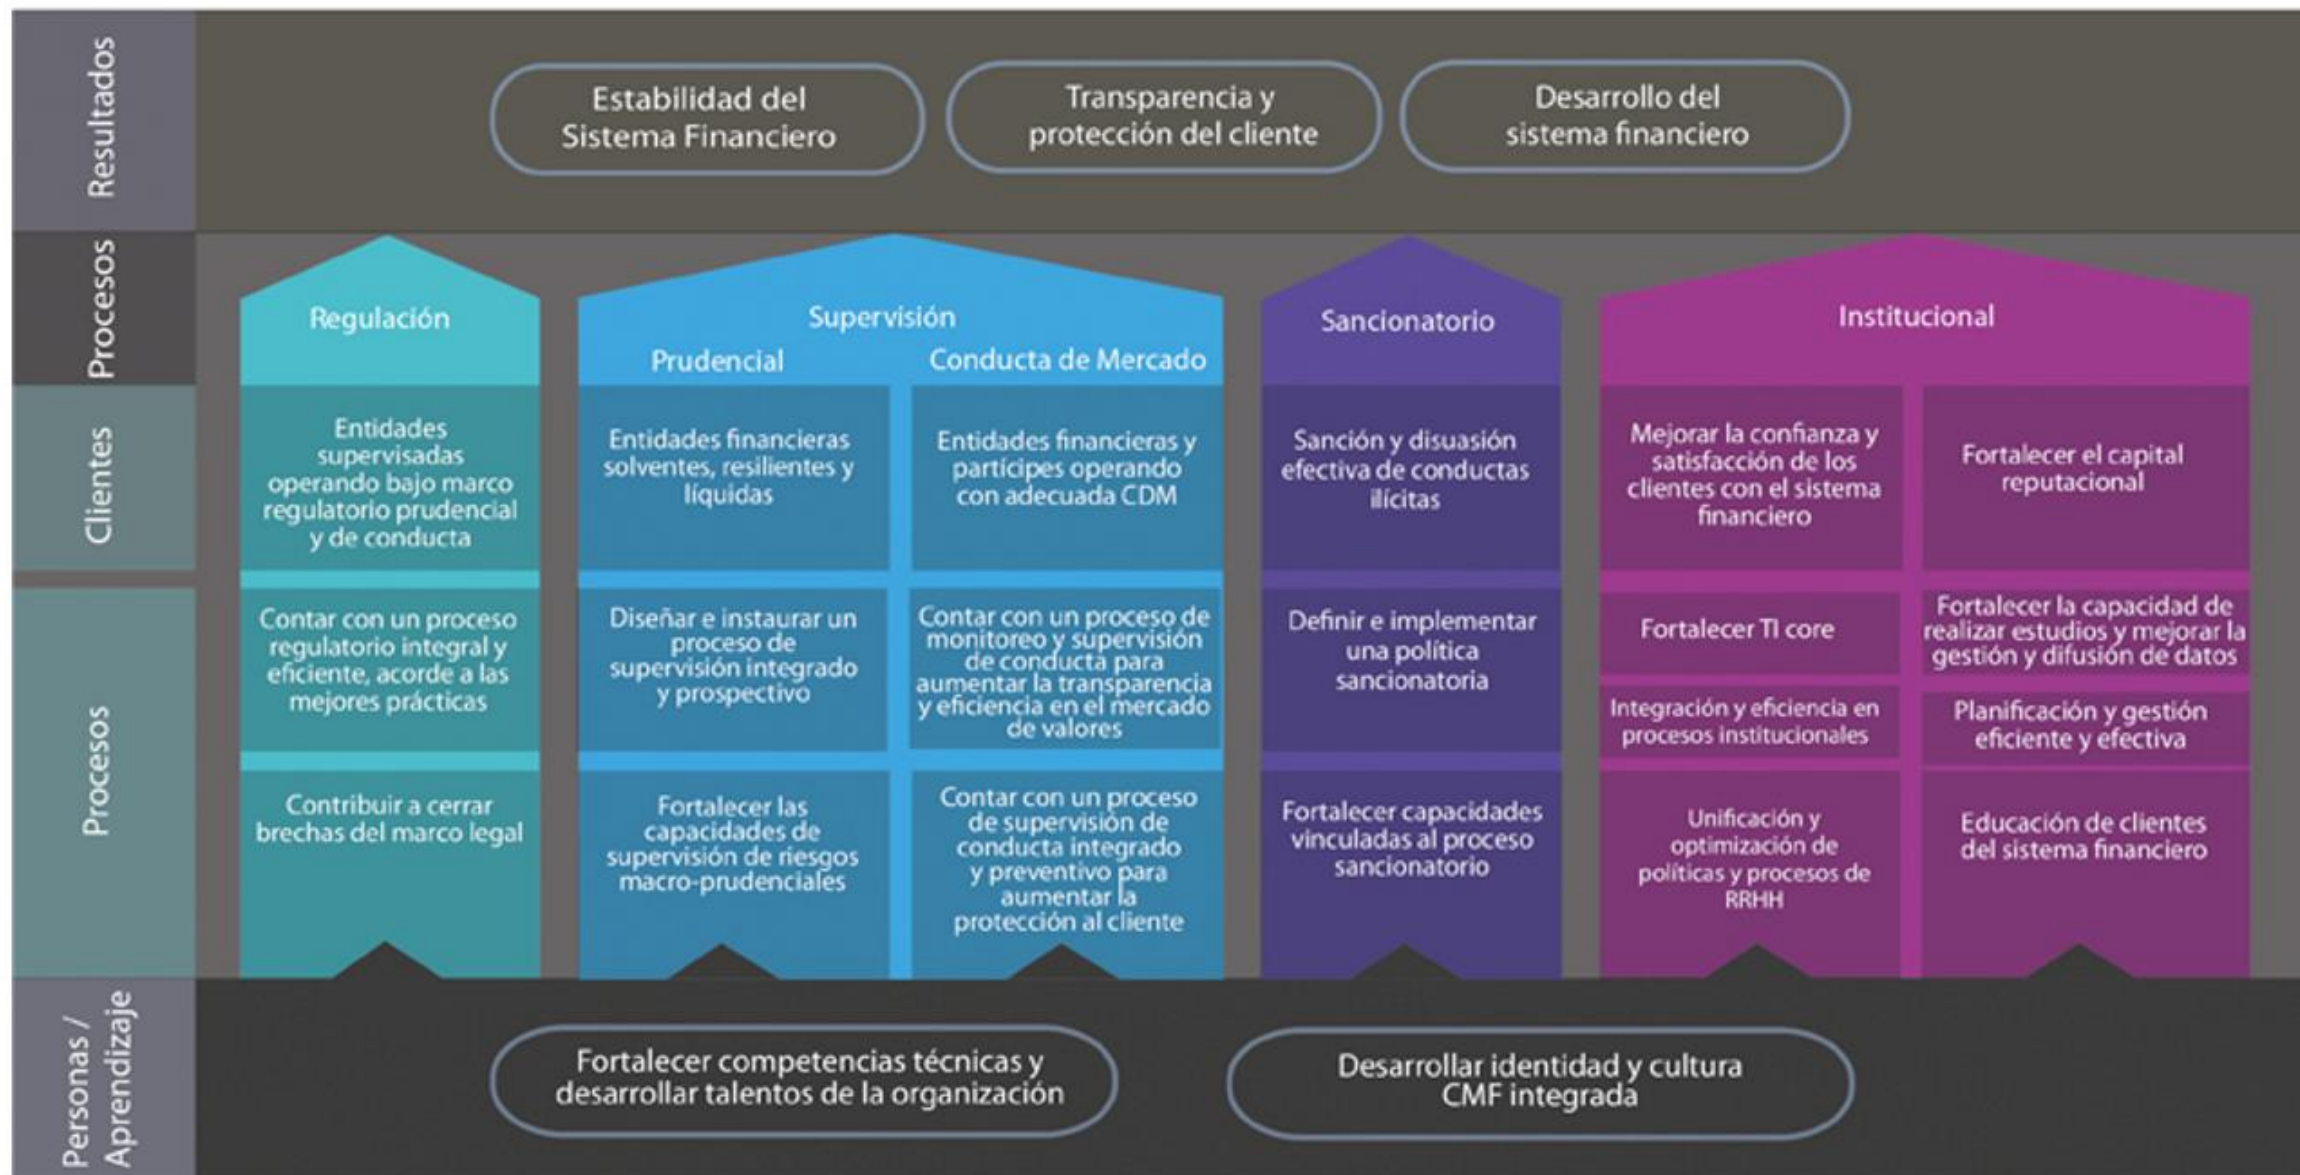 Resultados
Estabilidad del
Sistema Financiero
Transparencia y
protección del cliente
Desarrollo del
sistema financiero
Procesos
Regulación
Supervisión
Prudencial
Conducta de Mercado
Sancionatorio
Institucional
Clientes
Entidades
supervisadas
operando bajo marco
regulatorio prudencial
y de conducta
Entidades financieras
solventes, resilientes y
líquidas
Entidades financieras y
partícipes operando
con adecuada CDM
Sanción y disuasión
efectiva de conductas
ilícitas
Mejorar la confianza y
satisfacción de los
clientes con el sistema
financiero
Fortalecer el capital
reputacional
Procesos
Contar con un proceso
regulatorio integral y
eficiente, acorde a las
mejores prácticas
Diseñar e instaurar un
proceso de
supervisión integrado
y prospectivo
Contar con un proceso de
monitoreo y supervisión
de conducta para
aumentar la transparencia
y eficiencia en el mercado
de valores
Definir e implementar
una política
sancionatoria
Fortalecer TI core
Fortalecer la capacidad de
realizar estudios y mejorar la
gestión y difusión de datos
Integración y eficiencia en
procesos institucionales
Planificación y gestión
eficiente y efectiva
Contribuir a cerrar
brechas del marco legal
Fortalecer las
capacidades de
supervisión de riesgos
macro-prudenciales
Contar con un proceso
de supervisión de
conducta integrado
y preventivo para
aumentar la
protección al cliente
Fortalecer capacidades
vinculadas al proceso
sancionatorio
Unificación y
optimización de
políticas y procesos de
RRHH
Educación de clientes
del sistema financiero
Personas /
Aprendizaje
Fortalecer competencias técnicas y
desarrollar talentos de la organización
Desarrollar identidad y cultura
CMF integrada